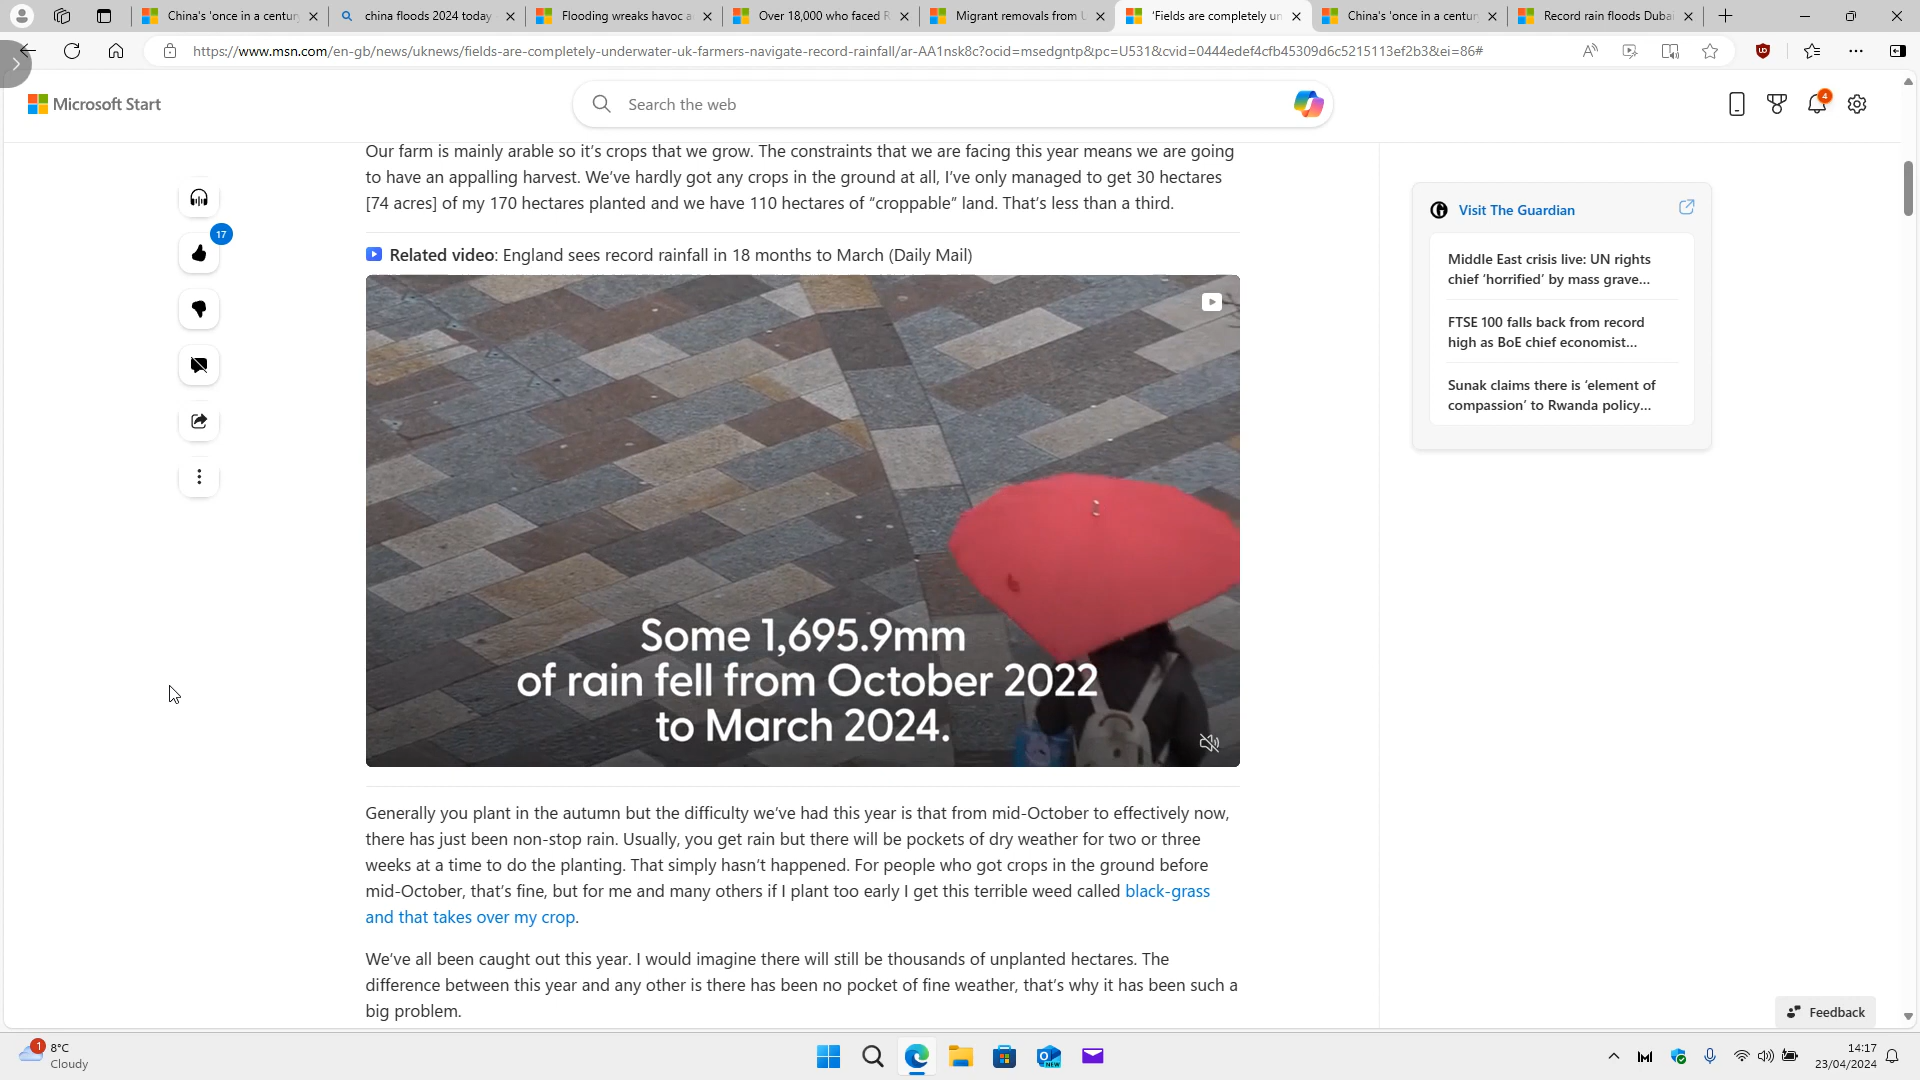 China's 'once in a centur
china floods 2024 today
Flooding wreaks havoc a
Over 18,000 who faced R
Migrant removals from U
'Fields are completely un
China's 'once in a centur
Record rain floods Dubai
https://www.msn.com/en-gb/news/uknews/fields-are-completely-underwater-uk-farmers-navigate-record-rainfall/ar-AA1nsk8c?ocid=msedgntp&pc=U531&cvid=0444edef4cfb45309d6c5215113ef2b3&ei=86#
Microsoft Start
Search the web
4
Our farm is mainly arable so it's crops that we grow. The constraints that we are facing this year means we are going
to have an appalling harvest. We've hardly got any crops in the ground at all, I've only managed to get 30 hectares
[74 acres] of my 170 hectares planted and we have 110 hectares of "croppable" land. That's less than a third.
17
Related video: England sees record rainfall in 18 months to March (Daily Mail)
Some 1,695.9mm
of rain fell from October 2022
to March 2024.
Generally you plant in the autumn but the difficulty we've had this year is that from mid-October to effectively now,
there has just been non-stop rain. Usually, you get rain but there will be pockets of dry weather for two or three
weeks at a time to do the planting. That simply hasn't happened. For people who got crops in the ground before
mid-October, that's fine, but for me and many others if I plant too early I get this terrible weed called black-grass
and that takes over my crop.
We've all been caught out this year. I would imagine there will still be thousands of unplanted hectares. The
difference between this year and any other is there has been no pocket of fine weather, that's why it has been such a
big problem.
Visit The Guardian
Middle East crisis live: UN rights
chief 'horrified' by mass grave...
FTSE 100 falls back from record
high as BoE chief economist...
Sunak claims there is 'element of
compassion' to Rwanda policy...
Feedback
1
8°C
Cloudy
14:17
23/04/2024